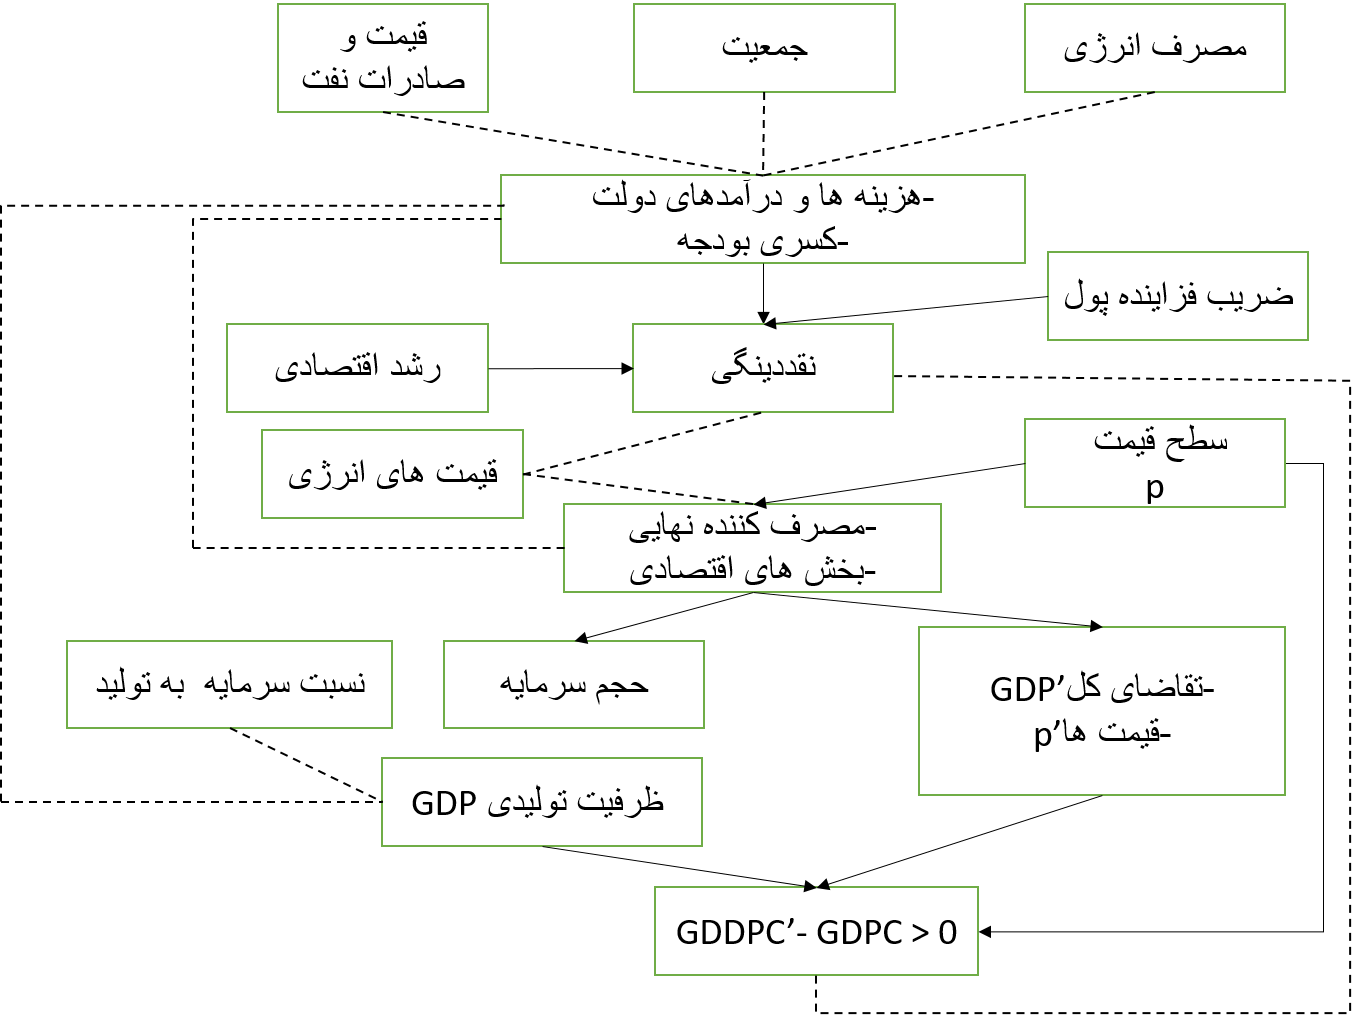 قیمت و
صادرات نفت
جمعیت
مصرف انرژی
-هزینه ها و درآمدهای دولت
-کسری بودجه
ضریب فزاینده پول
رشد اقتصادی
نقددینگی
سطح قیمت
p
قیمت های انرژی
-مصرف کننده نهایی
-بخش های اقتصادی
نسبت سرمایه به تولید
حجم سرمایه
-تقاضای کل GDP’
-قیمت ها p’
ظرفیت تولیدی GDP
GDDPC’- GDPC > 0